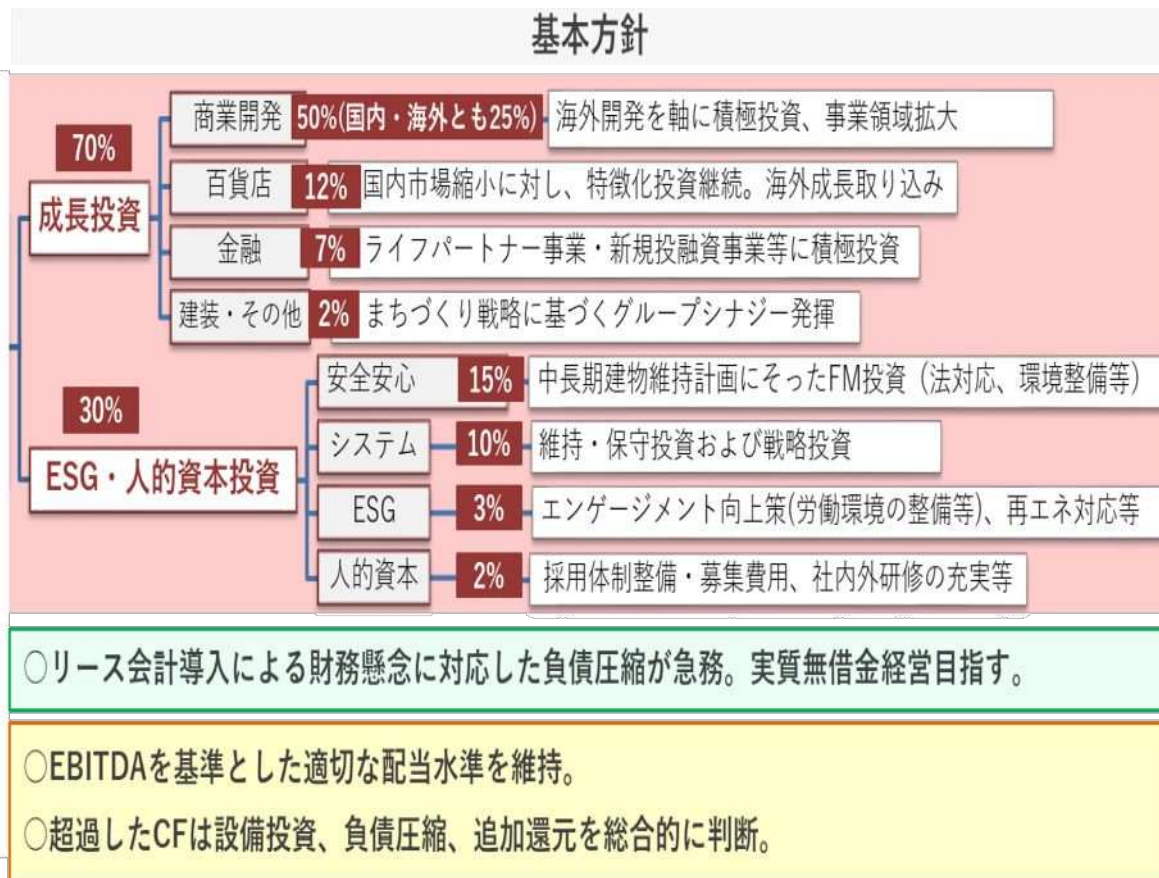 基本方針
70%
成長投資
商業開発 50%(国内・海外とも25%) 海外開発を軸に積極投資、事業領域拡大
百貨店 12% 国内市場縮小に対し、特徴化投資継続。海外成長取り込み
金融 7% ライフパートナー事業・新規投融資事業等に積極投資
建装・その他 2% まちづくり戦略に基づくグループシナジー発揮
30%
ESG・人的資本投資
安全安心 15% 中長期建物維持計画にそったFM投資（法対応、環境整備等）
システム 10% 維持・保守投資および戦略投資
ESG 3% エンゲージメント向上策(労働環境の整備等)、再エネ対応等
人的資本 2% 採用体制整備・募集費用、社内外研修の充実等
○リース会計導入による財務懸念に対応した負債圧縮が急務。実質無借金経営目指す。
○EBITDAを基準とした適切な配当水準を維持。
○超過したCFは設備投資、負債圧縮、追加還元を総合的に判断。